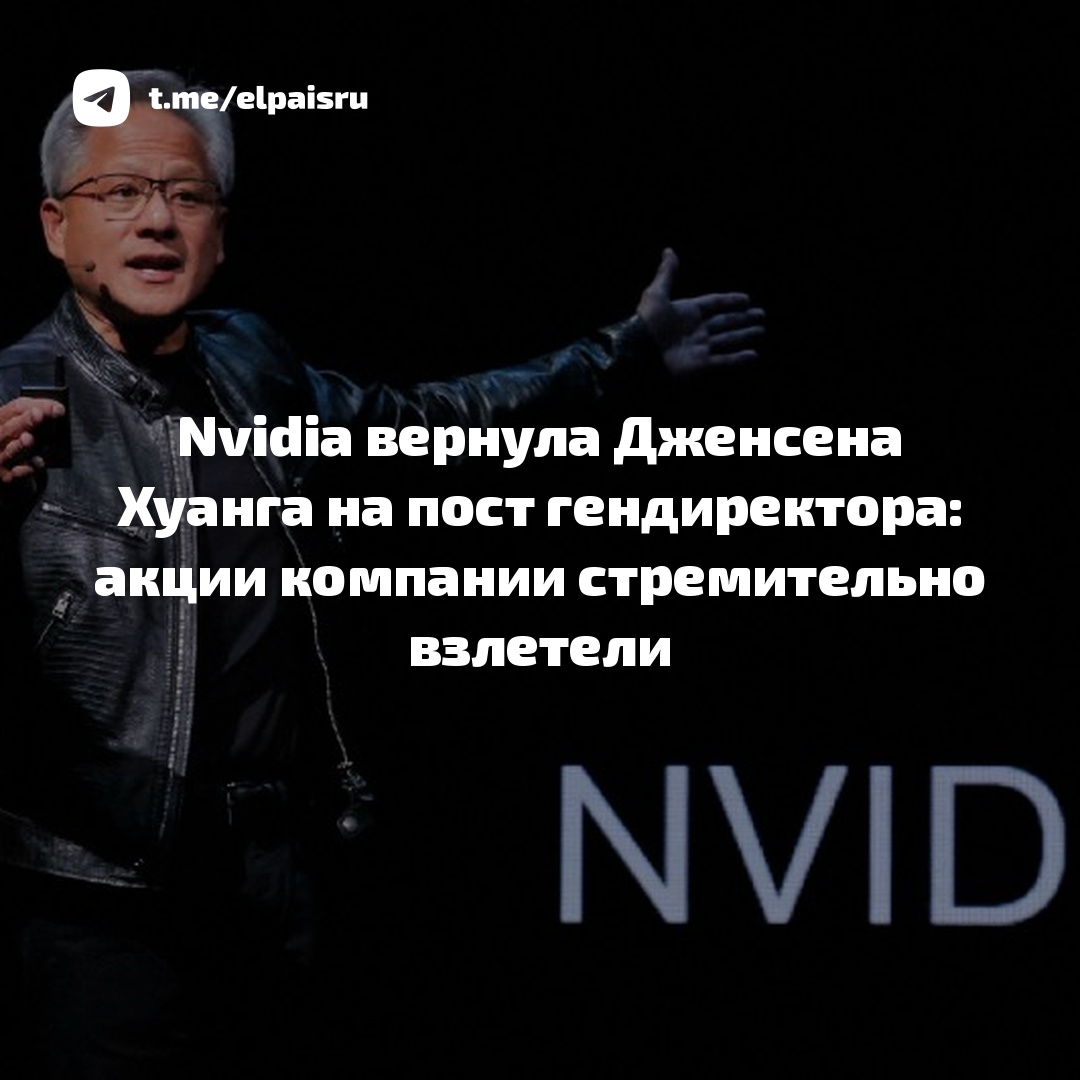 t.me/elpaisru
Nvidia вернула Дженсена
Хуанга на пост гендиректора:
акции компании стремительно
взлетели
NVID